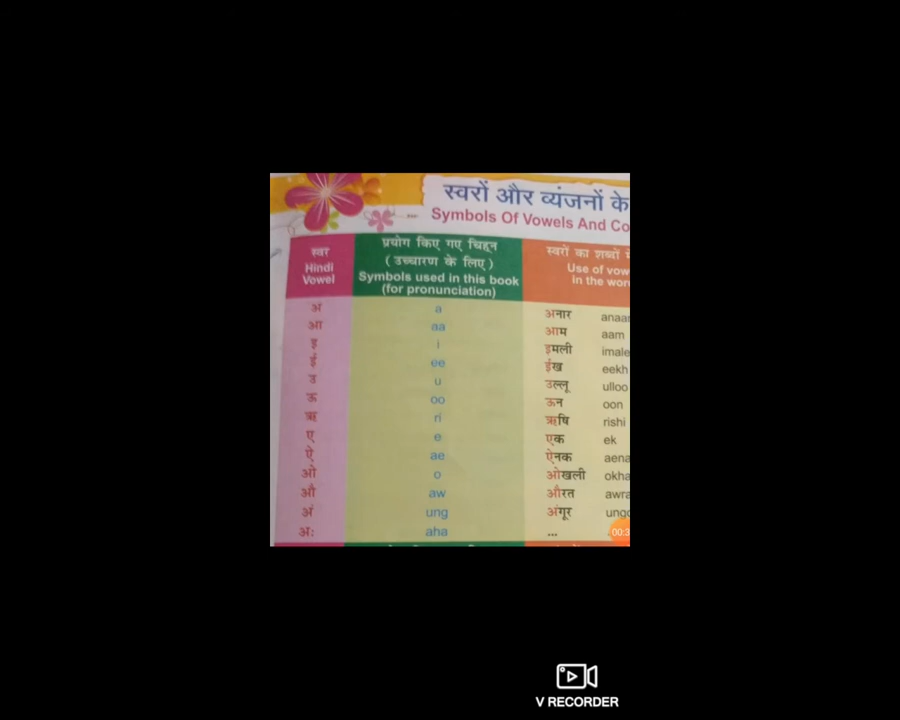 स्वरों और व्यंजनों के
Symbols Of Vowels And Co
स्वर
Hindi
Vowel
प्रयोग किए गए चिह्न
( उच्चारण के लिए )
Symbols used in this book
(for pronunciation)
स्वरों का शब्दों में
Use of vow
In the wor
अ a अनार anaa
आ aa आम aam
इ i इमली imale
ई ee ईख eekh
उ u उल्लू ulloo
ऊ oo ऊन oon
ऋ ri ऋषि rishi
ए e एक ek
ऐ ae ऐनक aena
ओ o ओखली okha
औ aw औरत awra
अं ung अंगूर ung
अः aha ...
00:3
V RECORDER